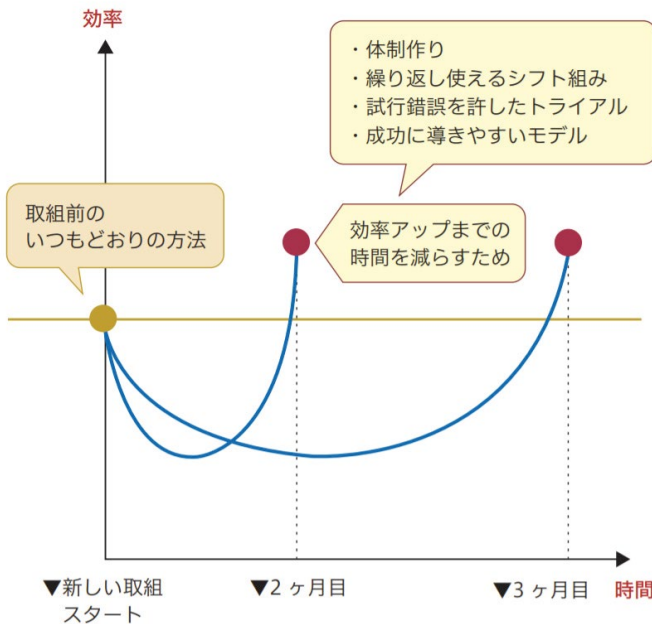 効率
・体制作り
・繰り返し使えるシフト組み
・試行錯誤を許したトライアル
・成功に導きやすいモデル
取組前の
いつもどおりの方法
効率アップまでの
時間を減らすため
▼新しい取組
スタート
▼2 ヶ月目
▼3 ヶ月目
時間